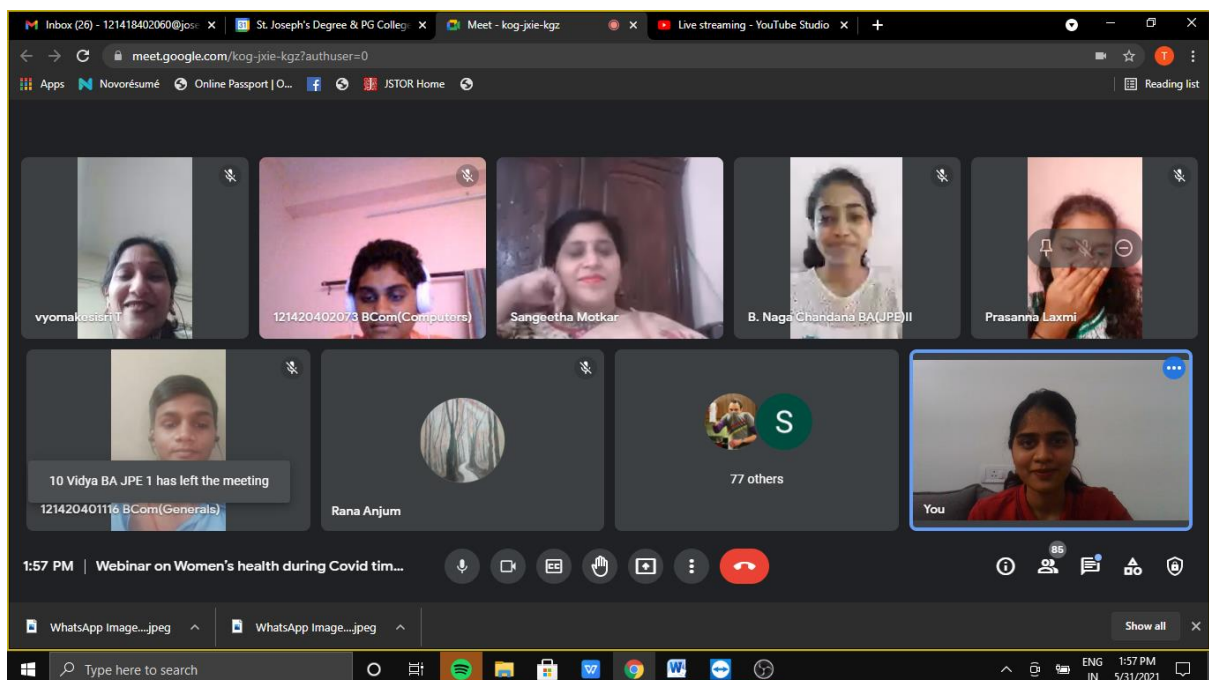 Inbox (26) - 121418402060@jose
St. Joseph's Degree & PG College
Meet - kog-jxie-kgz
Live streaming - YouTube Studio
meet.google.com/kog-jxie-kgz?authuser=0
T
Apps
Novorésumé
Online Passport | O...
JSTOR Home
Reading list
vyomakesisri T
121420402073 BCom(Computers)
Sangeetha Motkar
B. Naga Chandana BA(JPE)II
Prasanna Laxmi
10 Vidya BA JPE 1 has left the meeting
121420401116 BCom(Generals)
Rana Anjum
S
77 others
You
1:57 PM | Webinar on Women's health during Covid tim...
85
WhatsApp Image....jpeg
WhatsApp Image....jpeg
Show all
Type here to search
ENG
IN
1:57 PM
5/31/2021